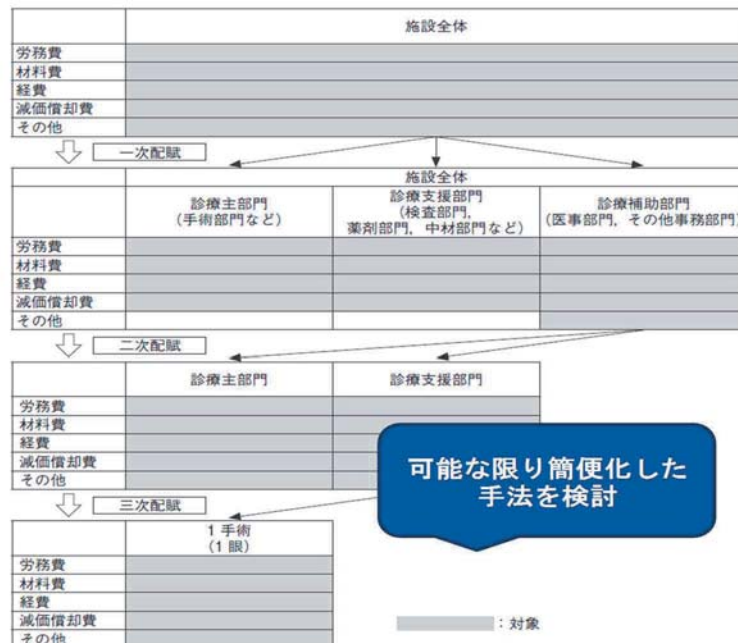 施設全体
労務費
材料費
経費
減価償却費
その他
一次配賦
施設全体
診療主部門
(手術部門など)
診療支援部門
(検査部門,
薬剤部門, 中材部門など)
診療補助部門
(医事部門, その他事務部門)
労務費
材料費
経費
減価償却費
その他
二次配賦
診療主部門
診療支援部門
労務費
材料費
経費
減価償却費
その他
可能な限り簡便化した
手法を検討
三次配賦
1 手術
(1 眼)
労務費
材料費
経費
減価償却費
その他
:対象